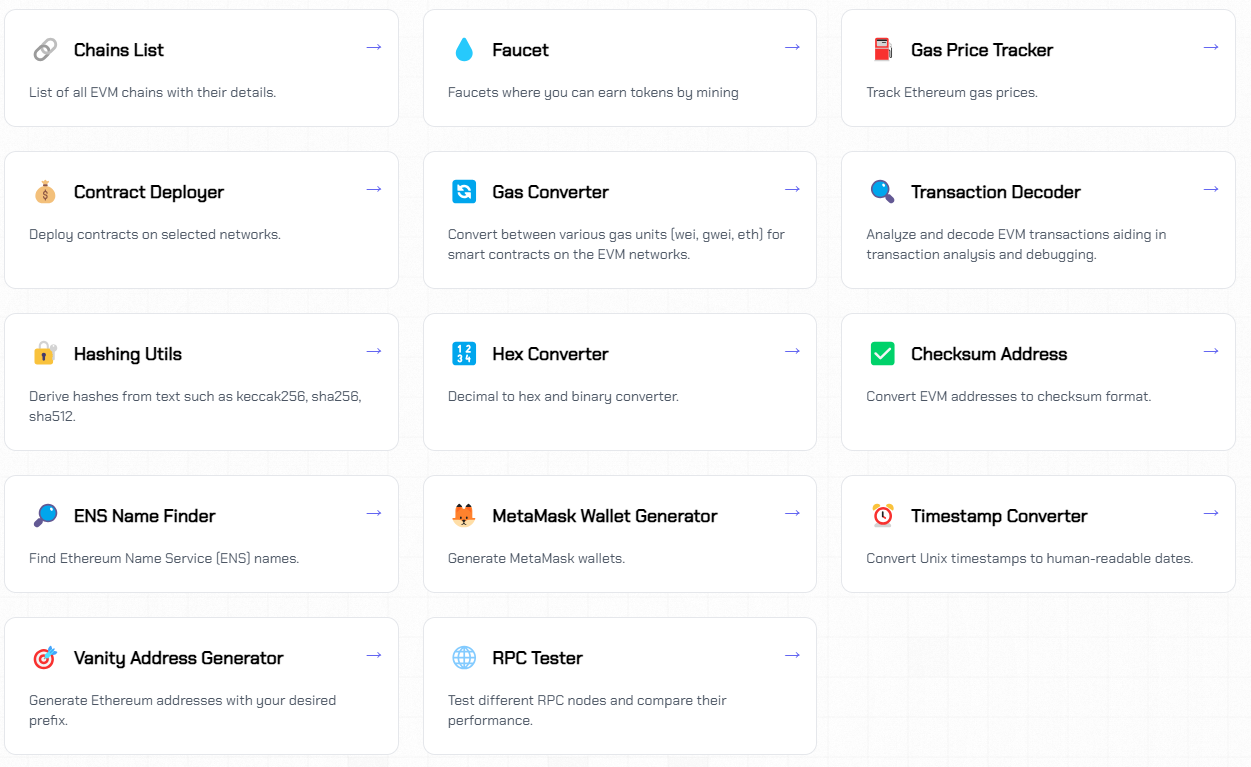 Chains List
→
List of all EVM chains with their details.
Faucet
→
Faucets where you can earn tokens by mining
Gas Price Tracker
→
Track Ethereum gas prices.
Contract Deployer
→
Deploy contracts on selected networks.
Gas Converter
→
Convert between various gas units (wei, gwei, eth) for
smart contracts on the EVM networks.
Transaction Decoder
→
Analyze and decode EVM transactions aiding in
transaction analysis and debugging.
Hashing Utils
→
Derive hashes from text such as keccak256, sha256,
sha512.
1 2
3 4
Hex Converter
→
Decimal to hex and binary converter.
Checksum Address
→
Convert EVM addresses to checksum format.
ENS Name Finder
→
Find Ethereum Name Service (ENS) names.
MetaMask Wallet Generator
→
Generate MetaMask wallets.
Timestamp Converter
→
Convert Unix timestamps to human-readable dates.
Vanity Address Generator
→
Generate Ethereum addresses with your desired
prefix.
RPC Tester
→
Test different RPC nodes and compare their
performance.